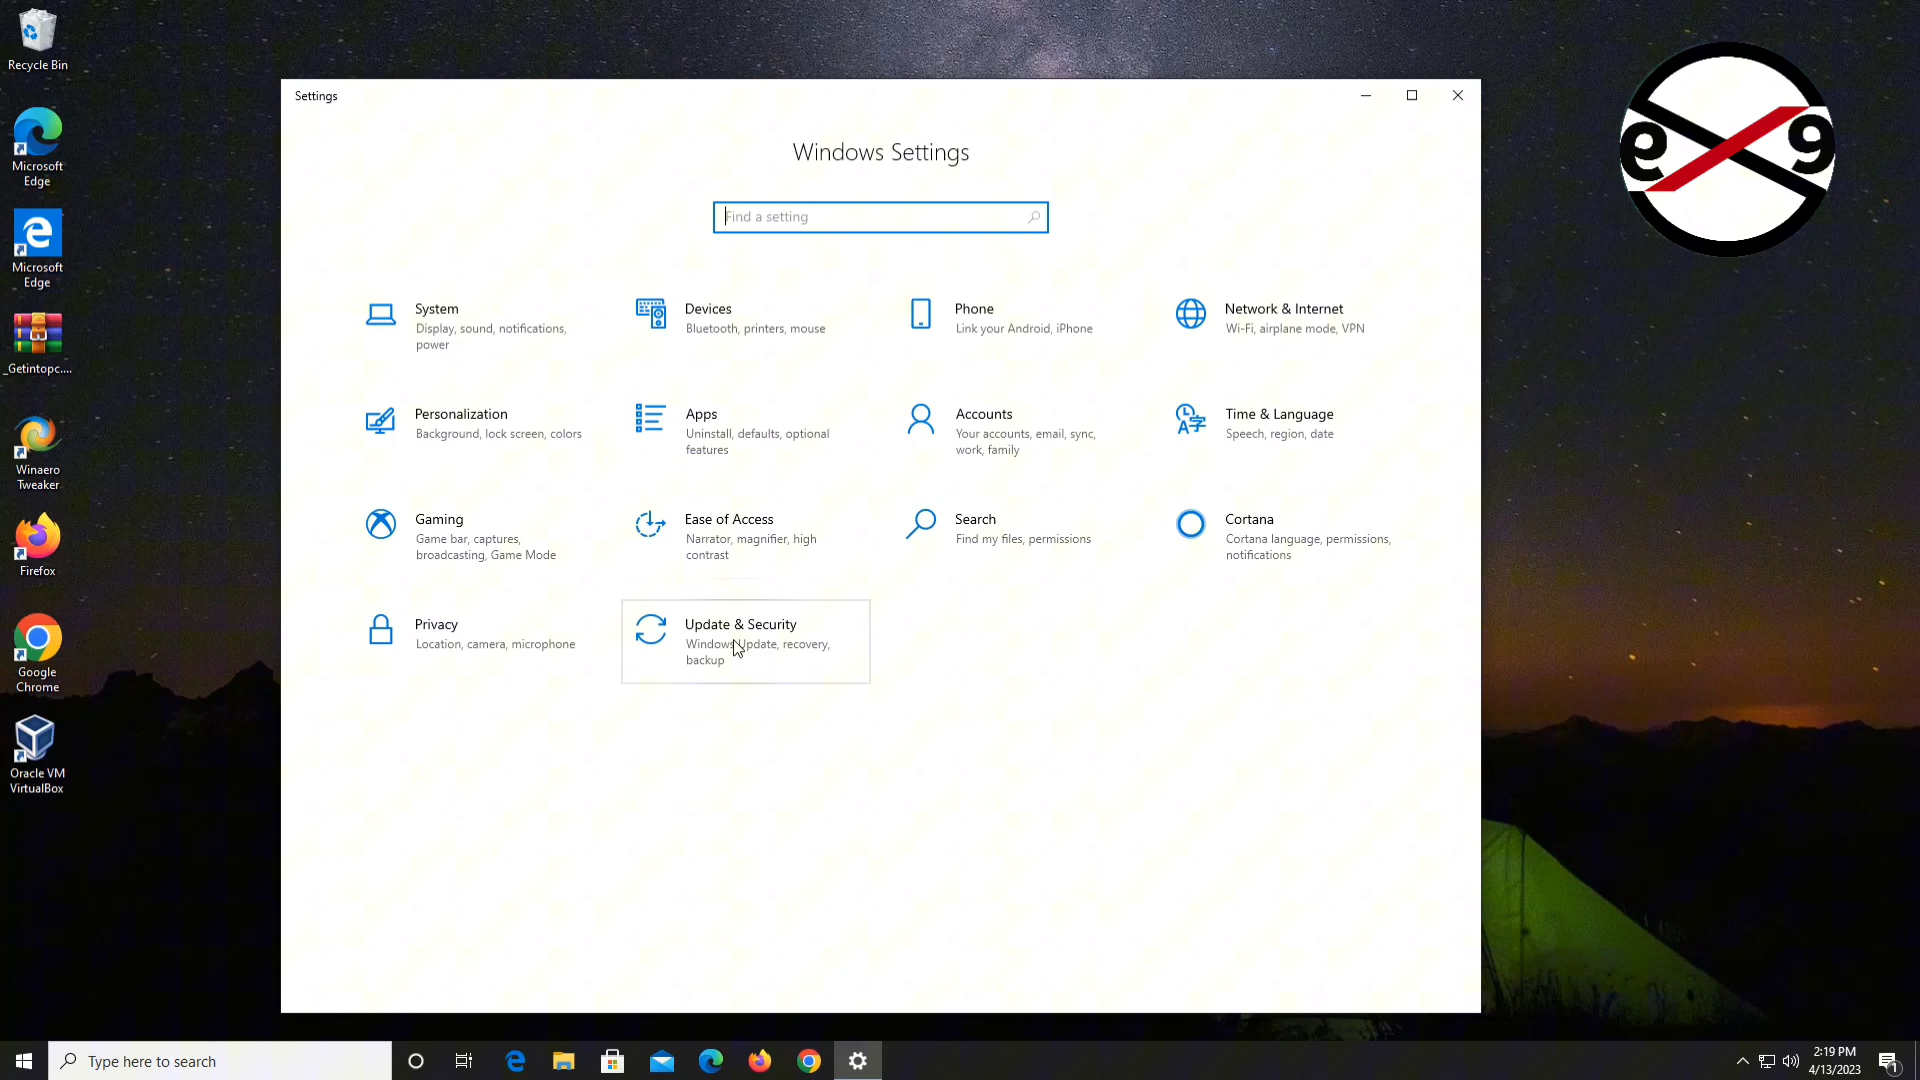 Recycle Bin
Microsoft
Edge
Microsoft
Edge
_Getintopc....
Winaero
Tweaker
Firefox
Google
Chrome
Oracle VM
VirtualBox
Settings
Windows Settings
Find a setting
System
Display, sound, notifications,
power
Devices
Bluetooth, printers, mouse
Phone
Link your Android, iPhone
Network & Internet
Wi-Fi, airplane mode, VPN
Personalization
Background, lock screen, colors
Apps
Uninstall, defaults, optional
features
Accounts
Your accounts, email, sync,
work, family
Time & Language
Speech, region, date
Gaming
Game bar, captures,
broadcasting, Game Mode
Ease of Access
Narrator, magnifier, high
contrast
Search
Find my files, permissions
Cortana
Cortana language, permissions,
notifications
Privacy
Location, camera, microphone
Update & Security
Windows Update, recovery,
backup
e9
Type here to search
2:19 PM
4/13/2023
1